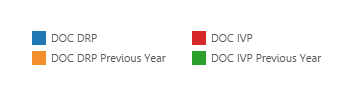 DOC DRP
DOC IVP
DOC DRP Previous Year
DOC IVP Previous Year